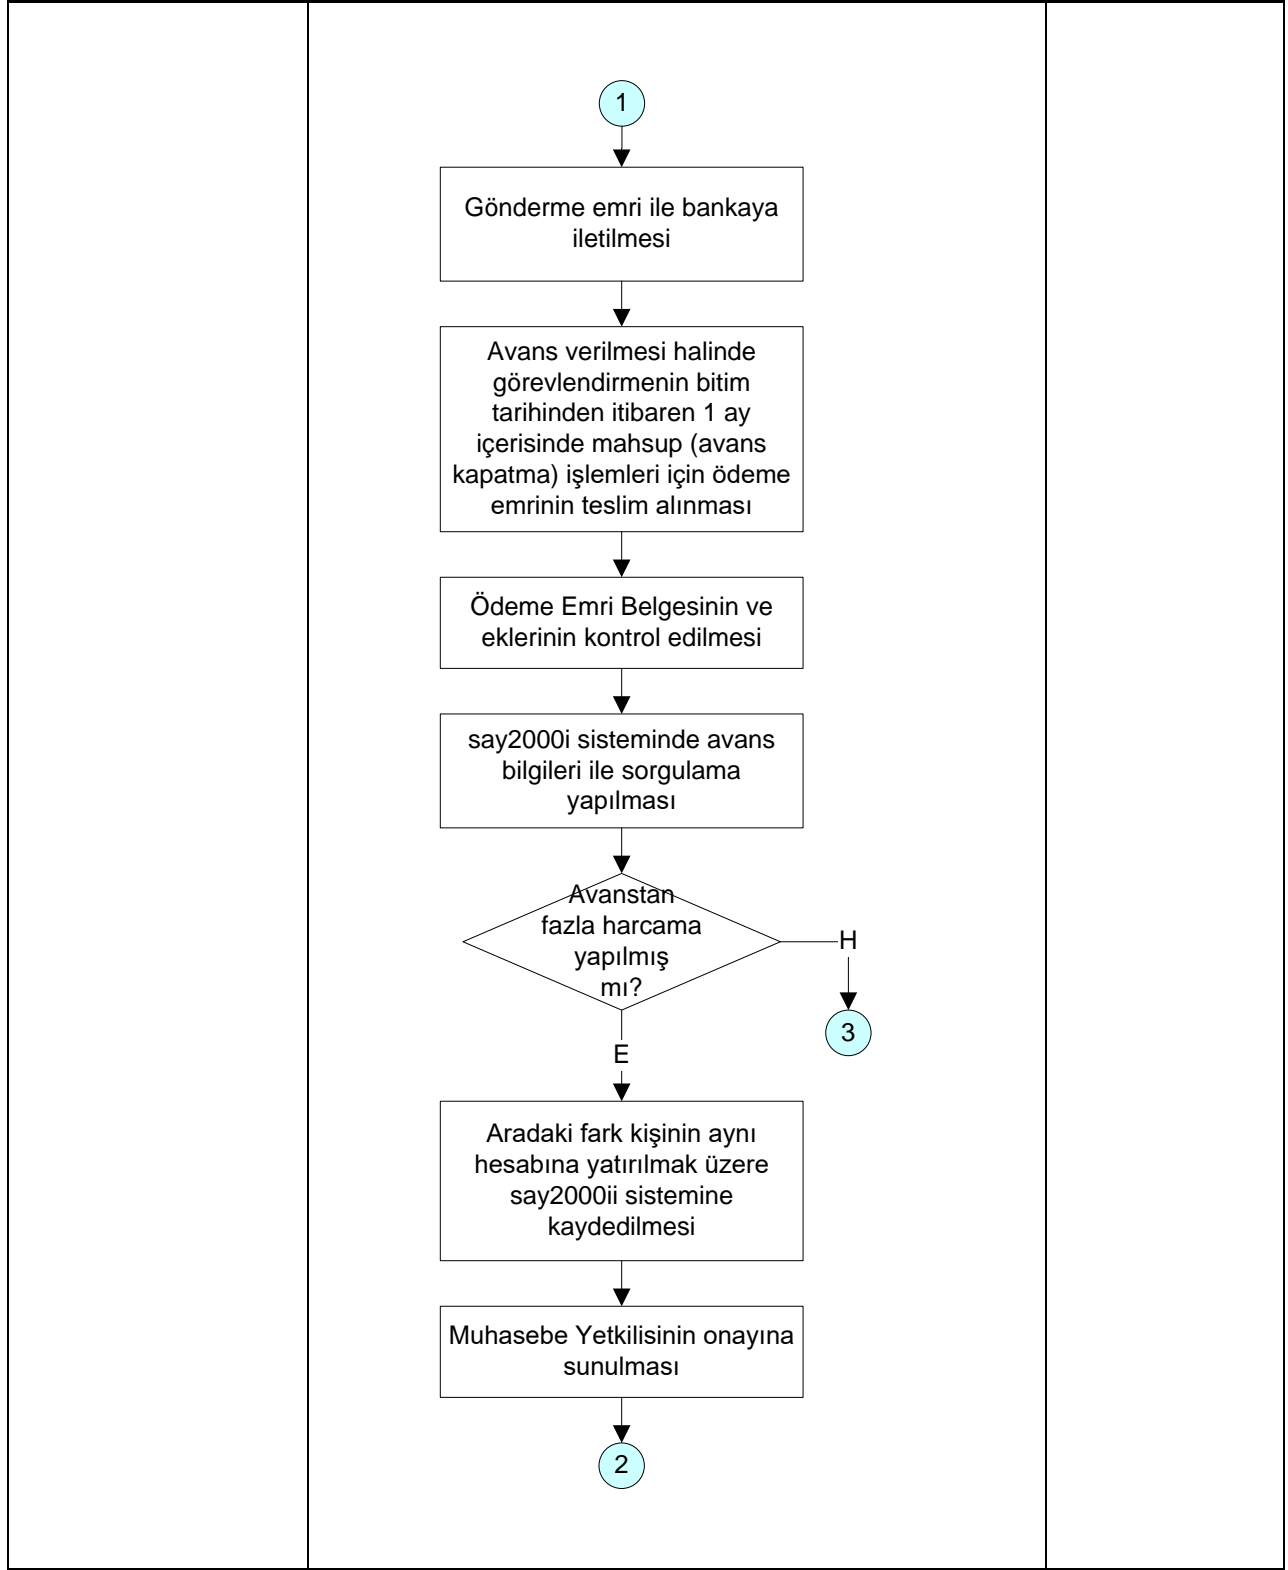 1
Gönderme emri ile bankaya
iletilmesi
Avans verilmesi halinde
görevlendirmenin bitim
tarihinden itibaren 1 ay
içerisinde mahsup (avans
kapatma) işlemleri için ödeme
emrinin teslim alınması
Ödeme Emri Belgesinin ve
eklerinin kontrol edilmesi
say2000i sisteminde avans
bilgileri ile sorgulama
yapılması
Avanstan
fazla harcama
yapılmış
mı?
H
3
E
Aradaki fark kişinin aynı
hesabına yatırılmak üzere
say2000ii sistemine
kaydedilmesi
Muhasebe Yetkilisinin onayına
sunulması
2